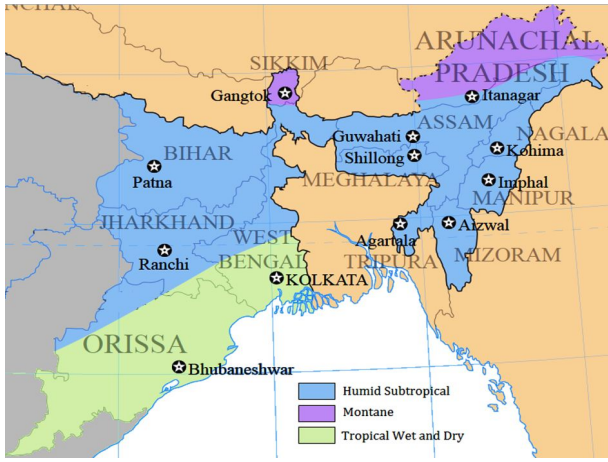 NCHAL
ARUNACHAL
PRADESH
SIKKIM
Gangtok
Itanagar
ASSAM
Guwahati
NAGALA
BIHAR
Shillong
Kohima
Patna
MEGHALAYA
Imphal
MANIPUR
JHARKHAND
WEST
Agartala
Aizwal
Ranchi
BENGAL
TRIPURA
MIZORAM
KOLKATA
ORISSA
Bhubaneshwar
Humid Subtropical
Montane
Tropical Wet and Dry